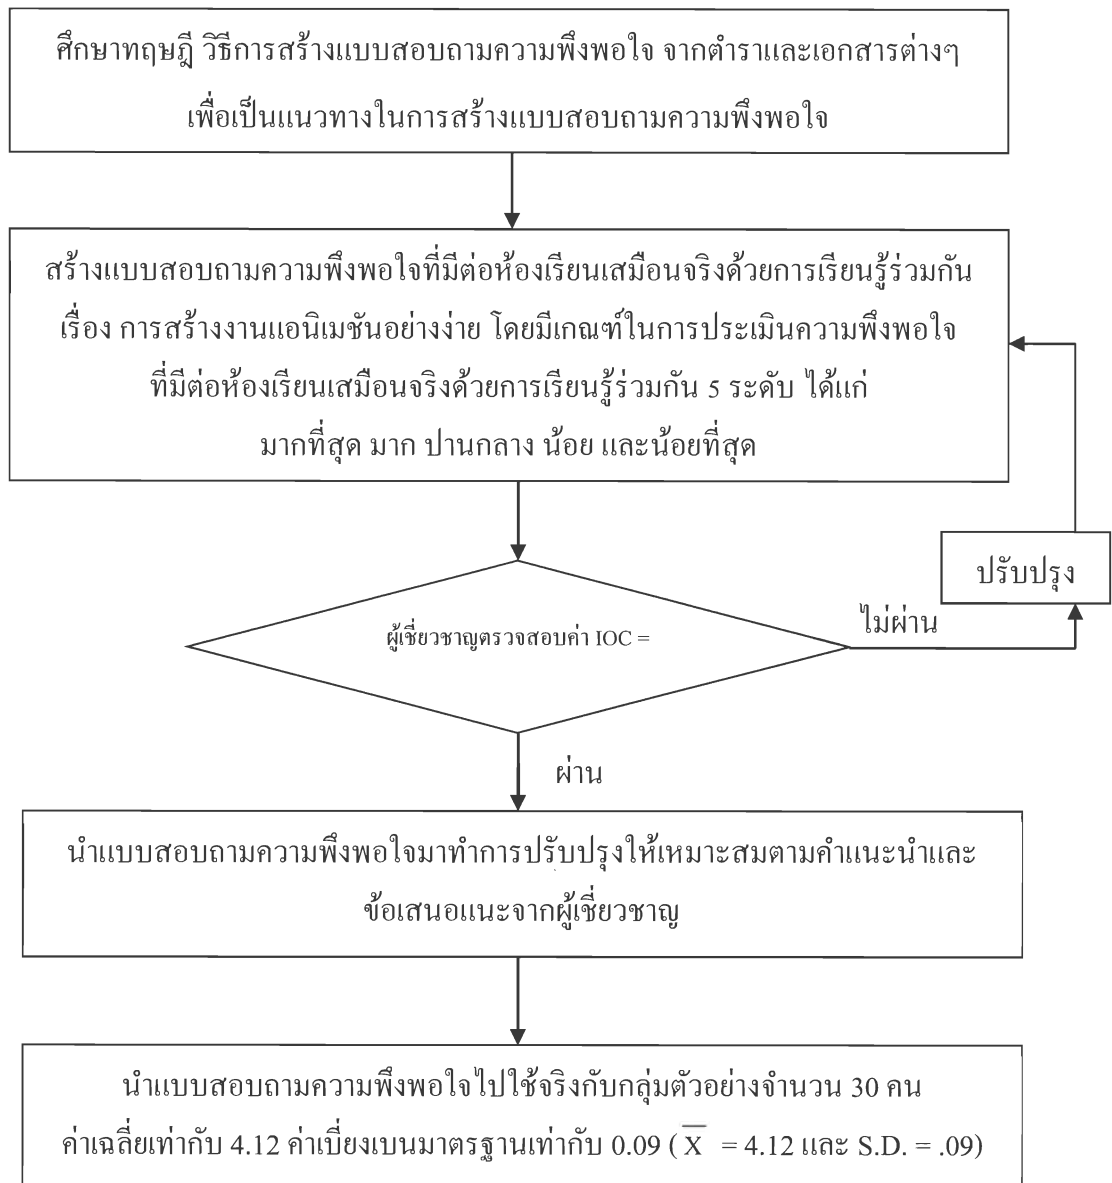 ศึกษาทฤษฎี วิธีการสร้างแบบสอบถามความพึงพอใจ จากตำราและเอกสารต่างๆ
เพื่อเป็นแนวทางในการสร้างแบบสอบถามความพึงพอใจ
สร้างแบบสอบถามความพึงพอใจที่มีต่อห้องเรียนเสมือนจริงด้วยการเรียนรู้ร่วมกัน
เรื่อง การสร้างงานแอนิเมชันอย่างง่าย โดยมีเกณฑ์ในการประเมินความพึงพอใจ
ที่มีต่อห้องเรียนเสมือนจริงด้วยการเรียนรู้ร่วมกัน 5 ระดับ ได้แก่
มากที่สุด มาก ปานกลาง น้อย และน้อยที่สุด
ปรับปรุง
ไม่ผ่าน
ผู้เชี่ยวชาญตรวจสอบค่า IOC =
ผ่าน
นำแบบสอบถามความพึงพอใจมาทำการปรับปรุงให้เหมาะสมตามคำแนะนำและ
ข้อเสนอแนะจากผู้เชี่ยวชาญ
นำแบบสอบถามความพึงพอใจไปใช้จริงกับกลุ่มตัวอย่างจำนวน 30 คน
ค่าเฉลี่ยเท่ากับ 4.12 ค่าเบี่ยงเบนมาตรฐานเท่ากับ 0.09 ( X̄ = 4.12 และ S.D. = .09)